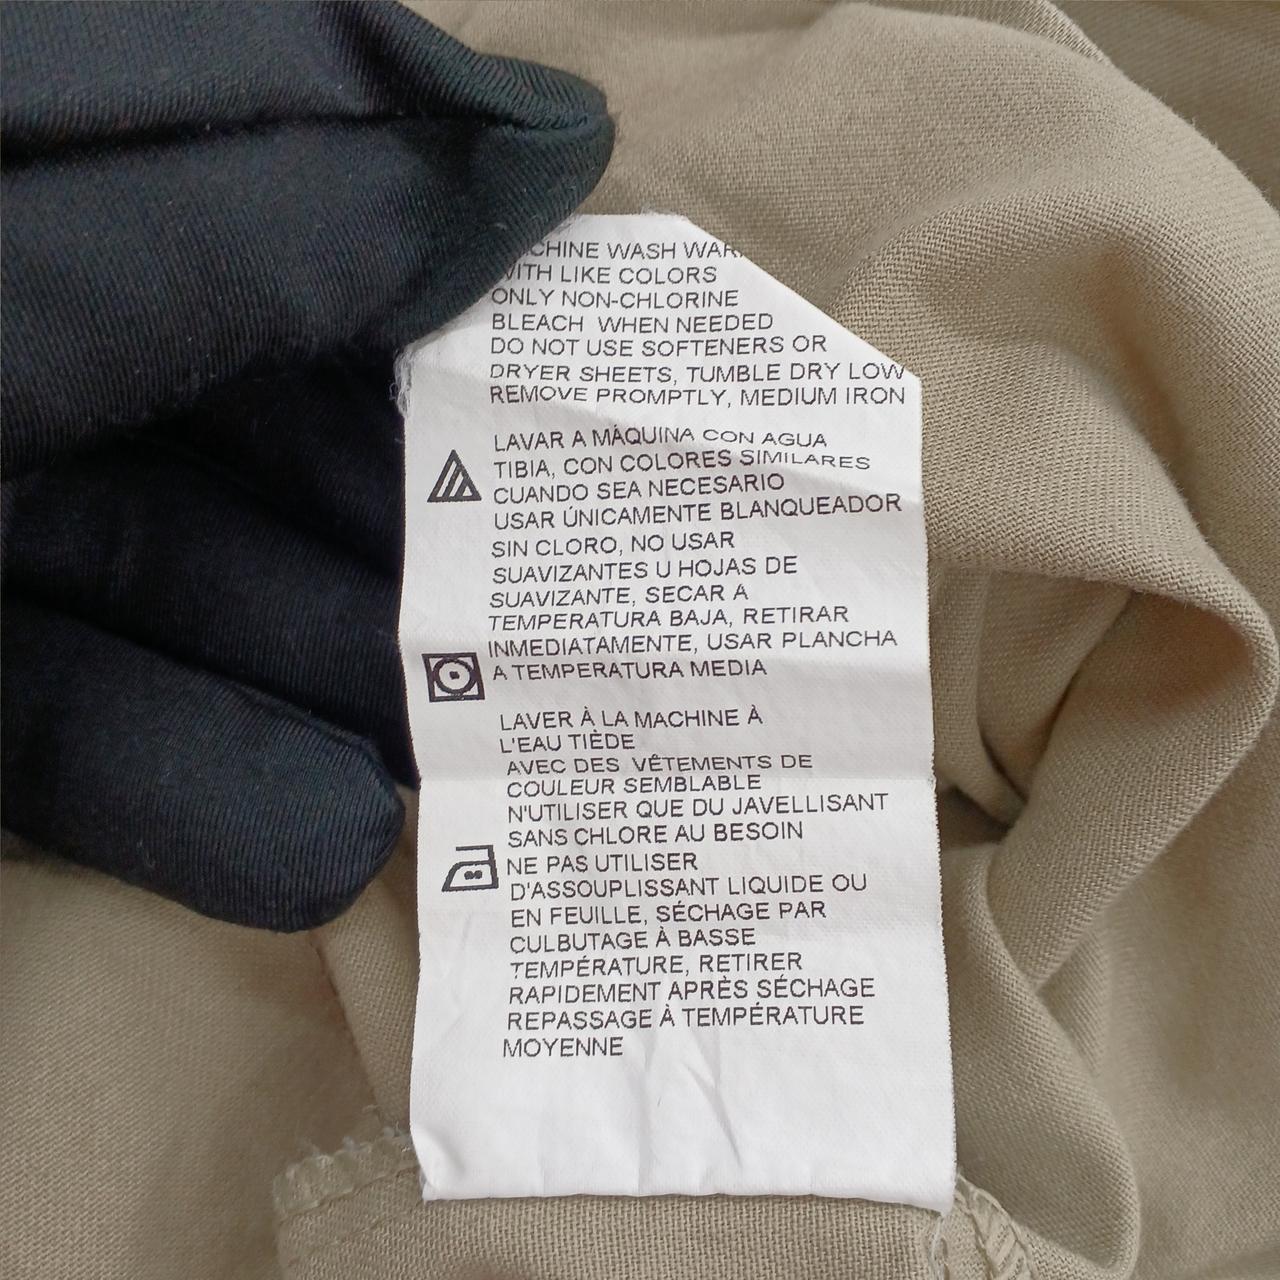 WASH
WITH LIKE COLORS
ONLY NON-CHLORINE
BLEACH WHEN NEEDED
DO NOT USE SOFTENERS OR
DRYER SHEETS, TUMBLE DRY LOW
REMOVE PROMPTLY, MEDIUM IRON
LAVAR A MÁQUINA CON AGUA
TIBIA, CON COLORES SIMILARES
CUANDO SEA NECESARIO
USAR ÚNICAMENTE BLANQUEADOR
SIN CLORO, NO USAR
SUAVIZANTES U HOJAS DE
SUAVIZANTE, SECAR A
TEMPERATURA BAJA, RETIRAR
INMEDIATAMENTE, USAR PLANCHA
A TEMPERATURA MEDIA
LAVER À LA MACHINE À
L'EAU TIÈDE
AVEC DES VÊTEMENTS DE
COULEUR SEMBLABLE
N'UTILISER QUE DU JAVELLISANT
SANS CHLORE AU BESOIN
NE PAS UTILISER
D'ASSOUPLISSANT LIQUIDE OU
EN FEUILLE, SÉCHAGE PAR
CULBUTAGE À BASSE
TEMPÉRATURE, RETIRER
RAPIDEMENT APRÈS SÉCHAGE
REPASSAGE À TEMPÉRATURE
MOYENNE